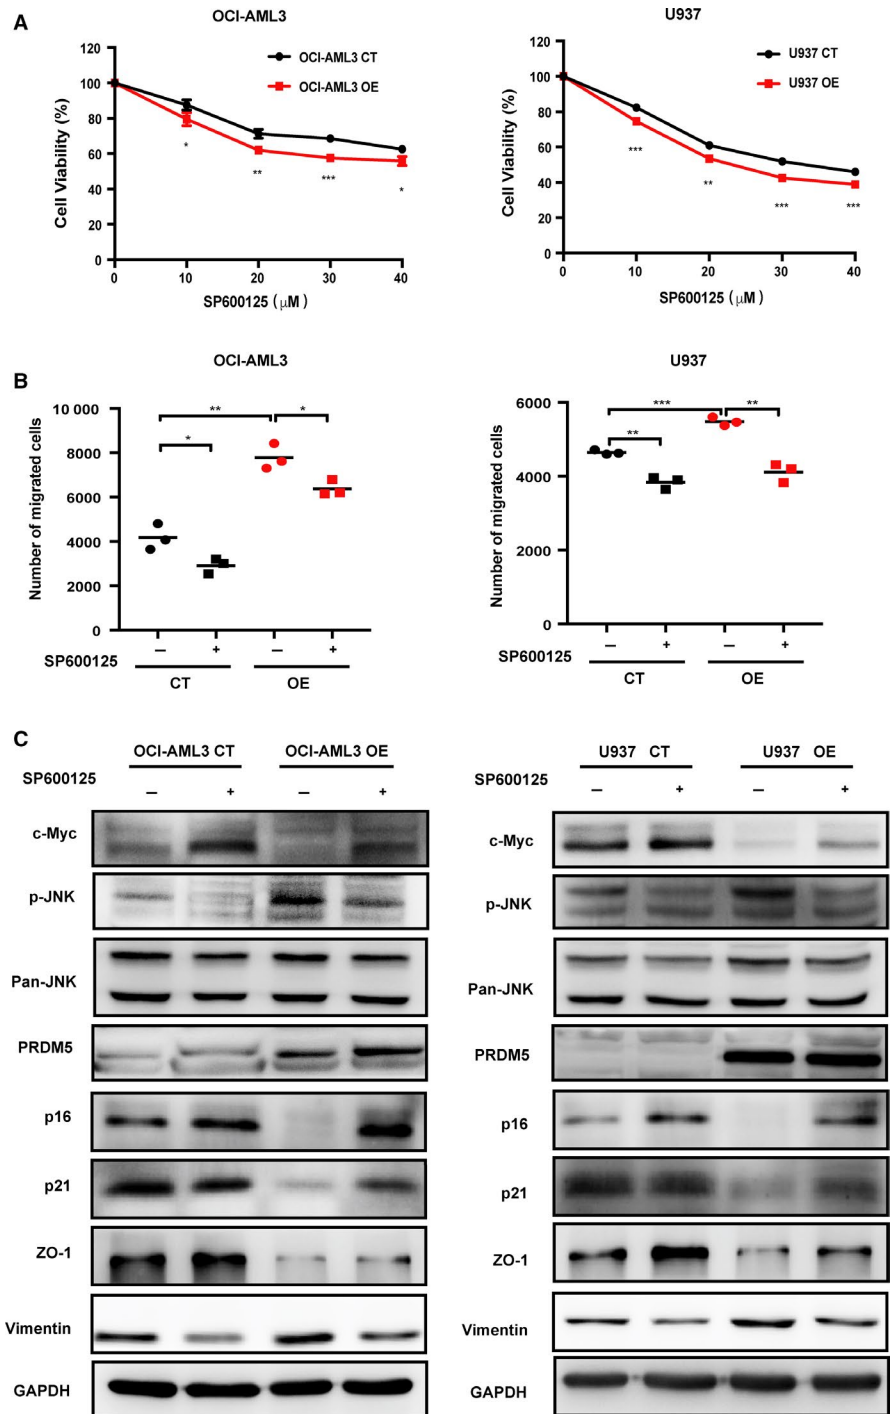 A
OCI-AML3
120
100
80
60
40
20
0
Cell Viability (%)
OCI-AML3 CT
OCI-AML3 OE
*
**
***
*
0 10 20 30 40
SP600125 (μM)
U937
120
100
80
60
40
20
0
Cell Viability (%)
U937 CT
U937 OE
***
**
***
***
0 10 20 30 40
SP600125 (μM)
B
OCI-AML3
10 000
8000
6000
4000
2000
0
Number of migrated cells
** *
*
SP600125 — + — +
CT OE
U937
6000
4000
2000
0
Number of migrated cells
*** **
**
SP600125 — + — +
CT OE
C
OCI-AML3 CT OCI-AML3 OE
SP600125 — + — +
c-Myc
p-JNK
Pan-JNK
PRDM5
p16
p21
ZO-1
Vimentin
GAPDH
U937 CT U937 OE
SP600125 — + — +
c-Myc
p-JNK
Pan-JNK
PRDM5
p16
p21
ZO-1
Vimentin
GAPDH